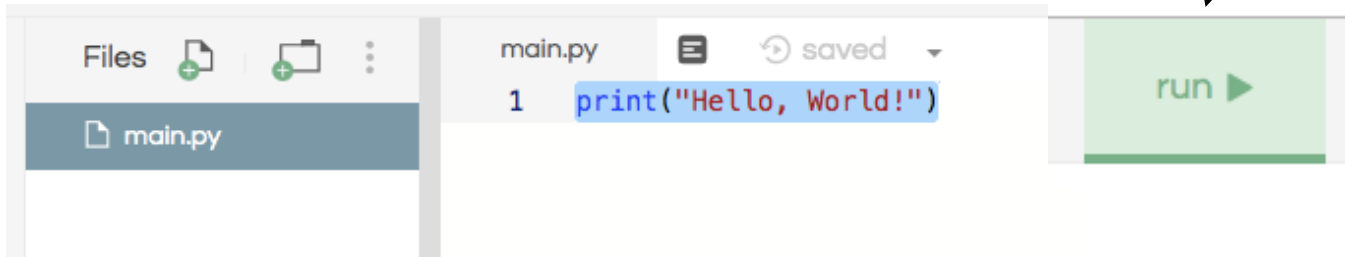 Files
main.py saved
run
1 print("Hello, World!")
main.py